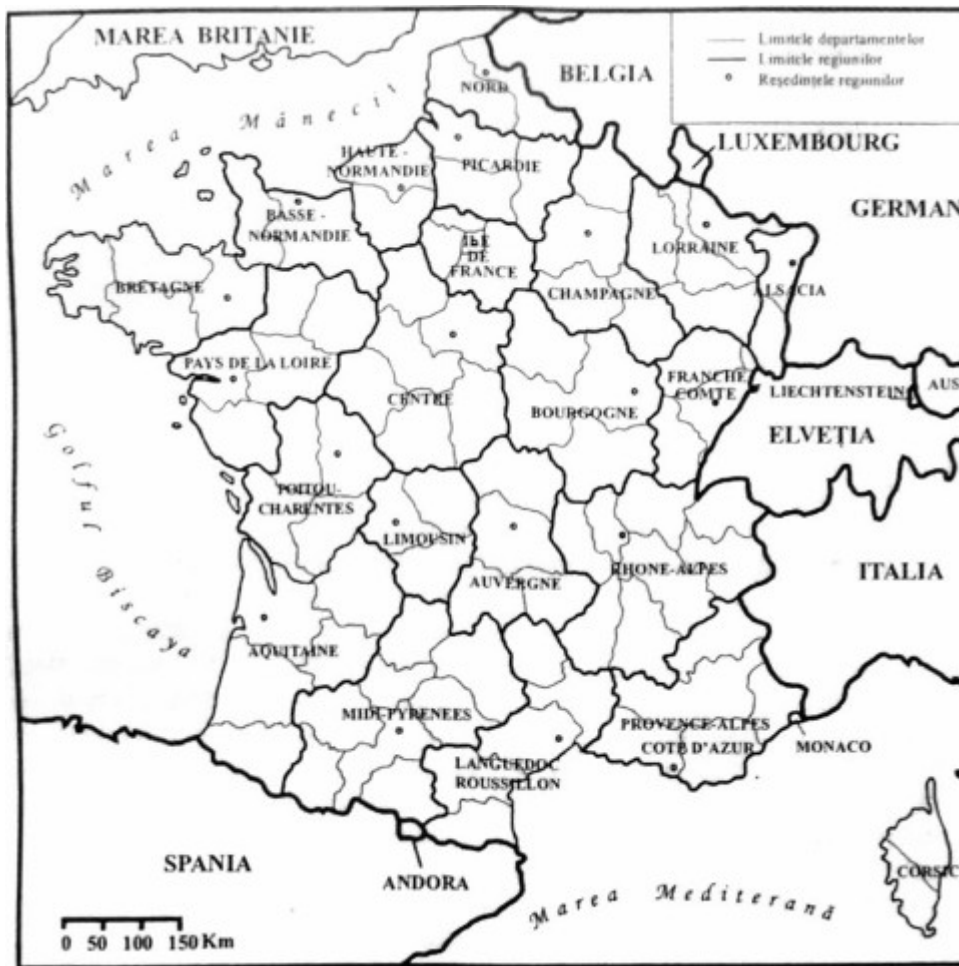 MAREA BRITANIE
Limitele departamentelor
Limitele regiunilor
Reședințele regiunilor
BELGIA
NORD
Marea Mânecii
LUXEMBOURG
HAUTE -
NORMANDIE
PICARDIE
GERMAN
BASSE -
NORMANDIE
ILE
DE
FRANCE
LORRAINE
BRETAGNE
CHAMPAGNE
ALSACIA
PAYS DE LA LOIRE
CENTRE
BOURGOGNE
FRANCHE
COMTE
LIECHTENSTEIN
AUS
ELVEȚIA
Golful Biscaya
POITOU-
CHARENTES
LIMOUSIN
AUVERGNE
RHONE-ALPES
ITALIA
AQUITAINE
MIDI-PYRENEES
PROVENCE-ALPES
COTE D'AZUR
MONACO
LANGUEDOC
ROUSSILLON
SPANIA
ANDORA
Marea Mediterană
CORSIC
0 50 100 150 Km